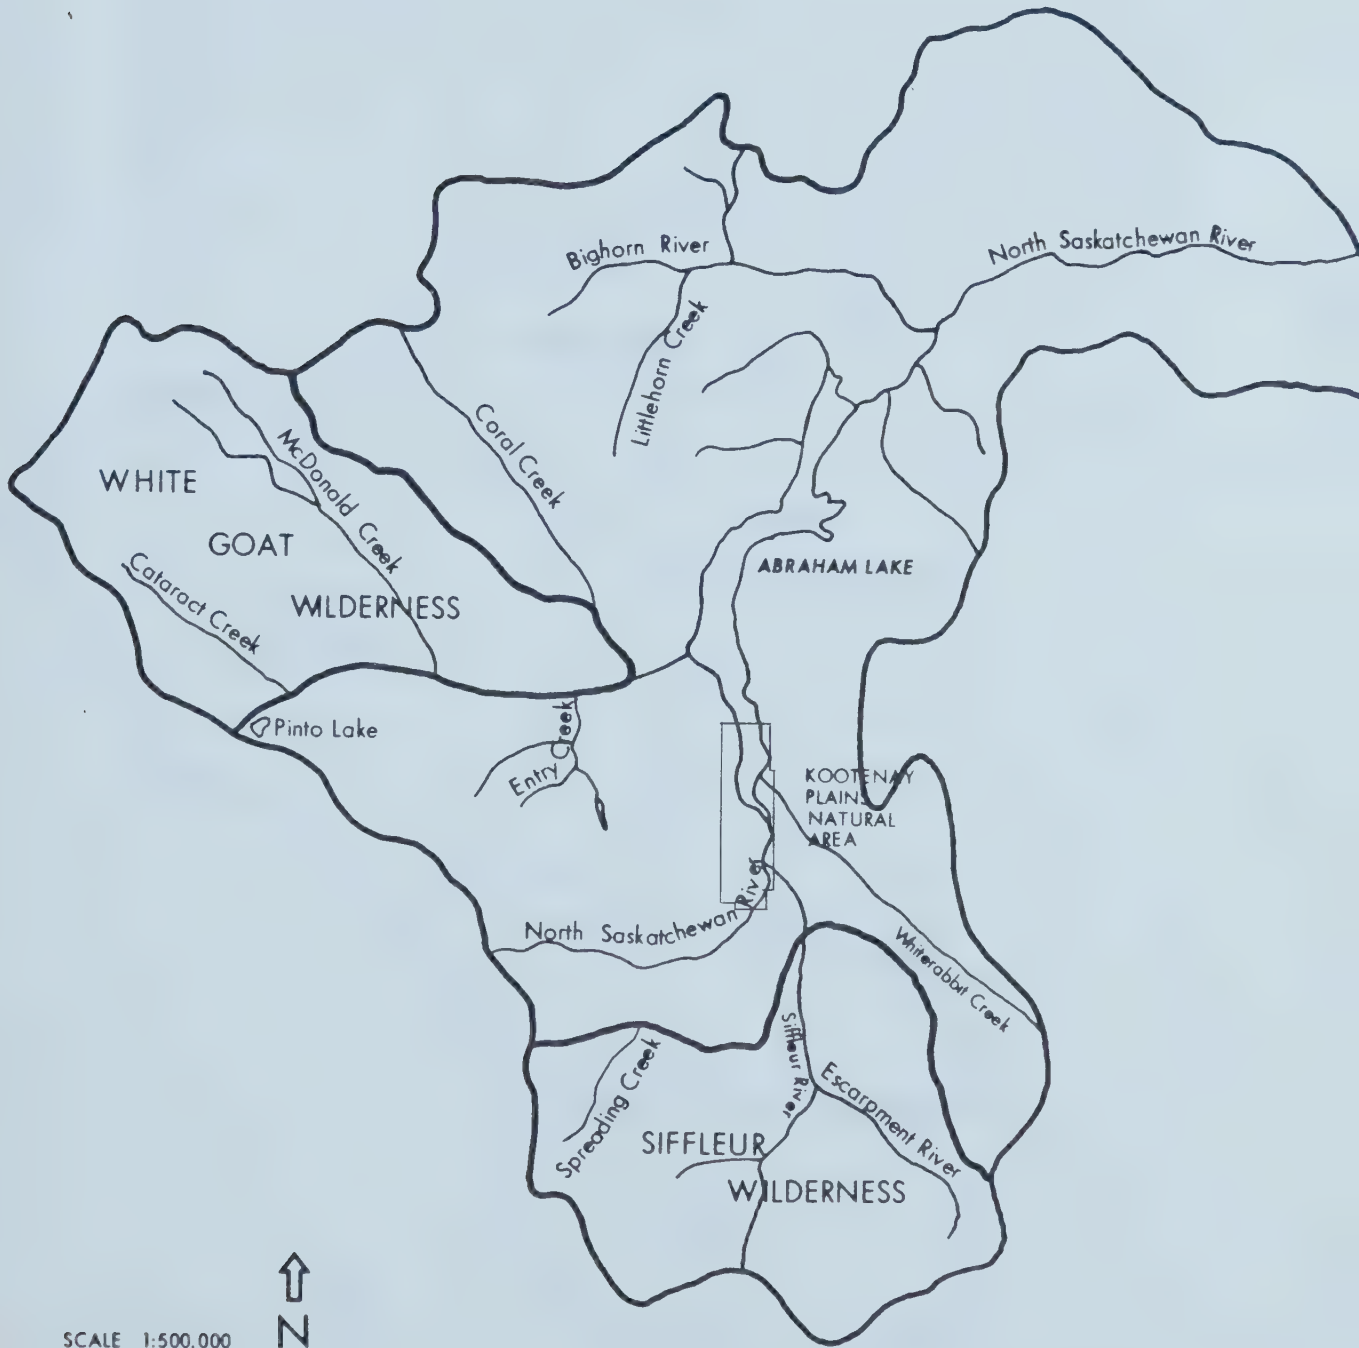 Bighorn River
North Saskatchewan River
Littlehorn Creek
Coral Creek
McDonald Creek
WHITE
GOAT
WILDERNESS
Cataract Creek
ABRAHAM LAKE
Pinto Lake
Entry Creek
KOOTENAY
PLAINS
NATURAL
AREA
North Saskatchewan River
Whiterabbit Creek
Siffleur River
Escarpment River
Spreading Creek
SIFFLEUR
WILDERNESS
SCALE 1:500,000
N